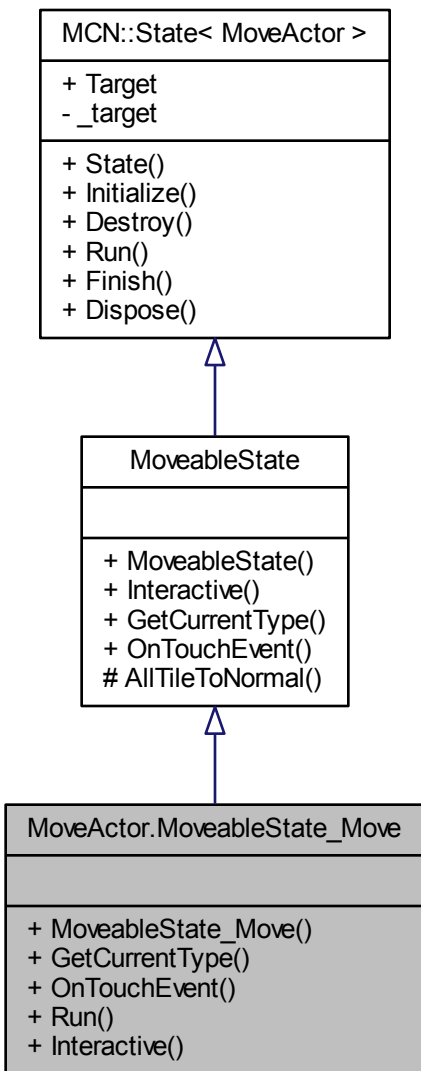 MCN::State< MoveActor >
+ Target
- _target
+ State()
+ Initialize()
+ Destroy()
+ Run()
+ Finish()
+ Dispose()
MoveableState
+ MoveableState()
+ Interactive()
+ GetCurrentType()
+ OnTouchEvent()
# AllTileToNormal()
MoveActor.MoveableState_Move
+ MoveableState_Move()
+ GetCurrentType()
+ OnTouchEvent()
+ Run()
+ Interactive()